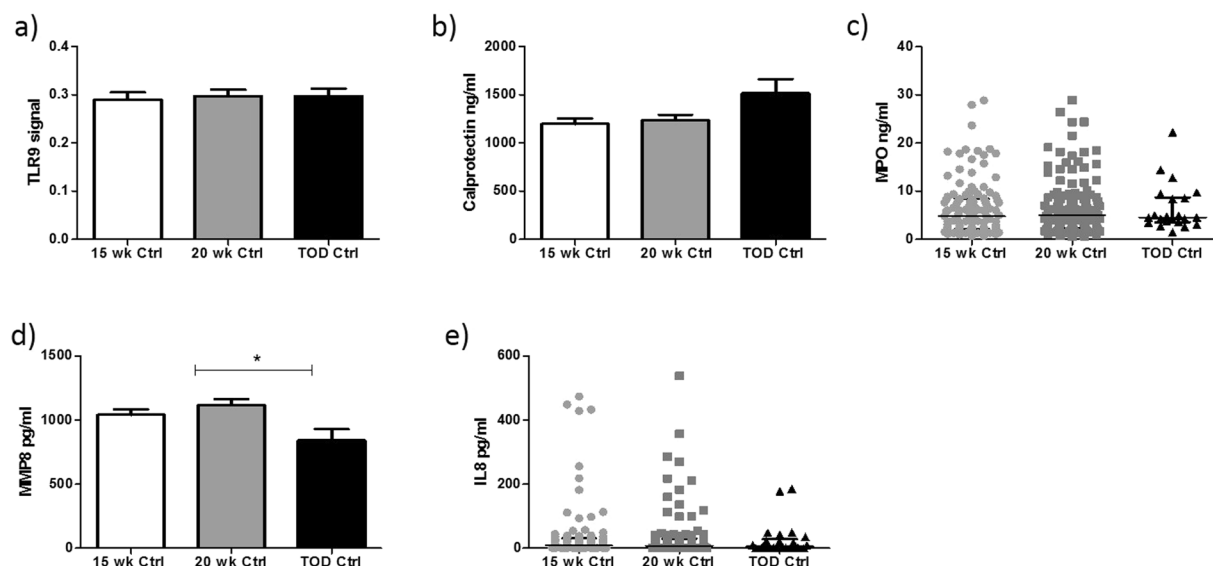 a)
TLR9 signal
0.4
0.3
0.2
0.1
0.0
15 wk Ctrl 20 wk Ctrl TOD Ctrl
b)
Calprotectin ng/ml
2000
1500
1000
500
0
15 wk Ctrl 20 wk Ctrl TOD Ctrl
c)
MPO ng/ml
40
30
20
10
0
15 wk Ctrl 20 wk Ctrl TOD Ctrl
d)
MMP8 pg/ml
1500
1000
500
0
*
15 wk Ctrl 20 wk Ctrl TOD Ctrl
e)
IL8 pg/ml
600
400
200
0
15 wk Ctrl 20 wk Ctrl TOD Ctrl